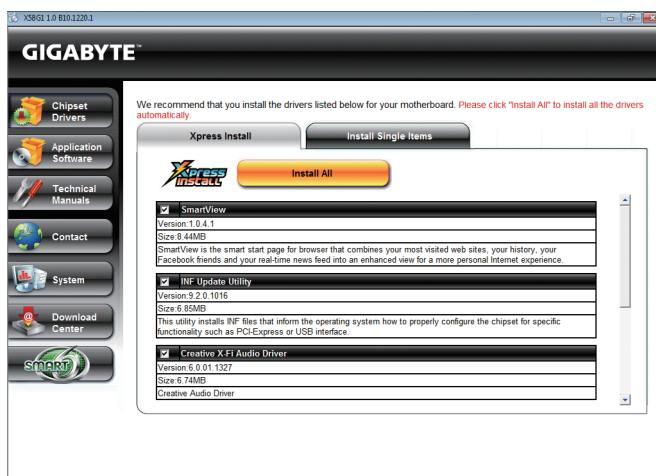 X58G1 1.0 B10.1220.1
GIGABYTE™
Chipset
Drivers
Application
Software
Technical
Manuals
Contact
System
Download
Center
SMART
We recommend that you install the drivers listed below for your motherboard. Please click "Install All" to install all the drivers
automatically.
Xpress Install
Install Single Items
Xpress
Install
Install All
SmartView
Version:1.0.4.1
Size:8.44MB
SmartView is the smart start page for browser that combines your most visited web sites, your history, your
Facebook friends and your real-time news feed into an enhanced view for a more personal Internet experience.
INF Update Utility
Version:9.2.0.1016
Size:6.85MB
This utility installs INF files that inform the operating system how to properly configure the chipset for specific
functionality such as PCI-Express or USB interface.
Creative X-Fi Audio Driver
Version:6.0.01.1327
Size:6.74MB
Creative Audio Driver